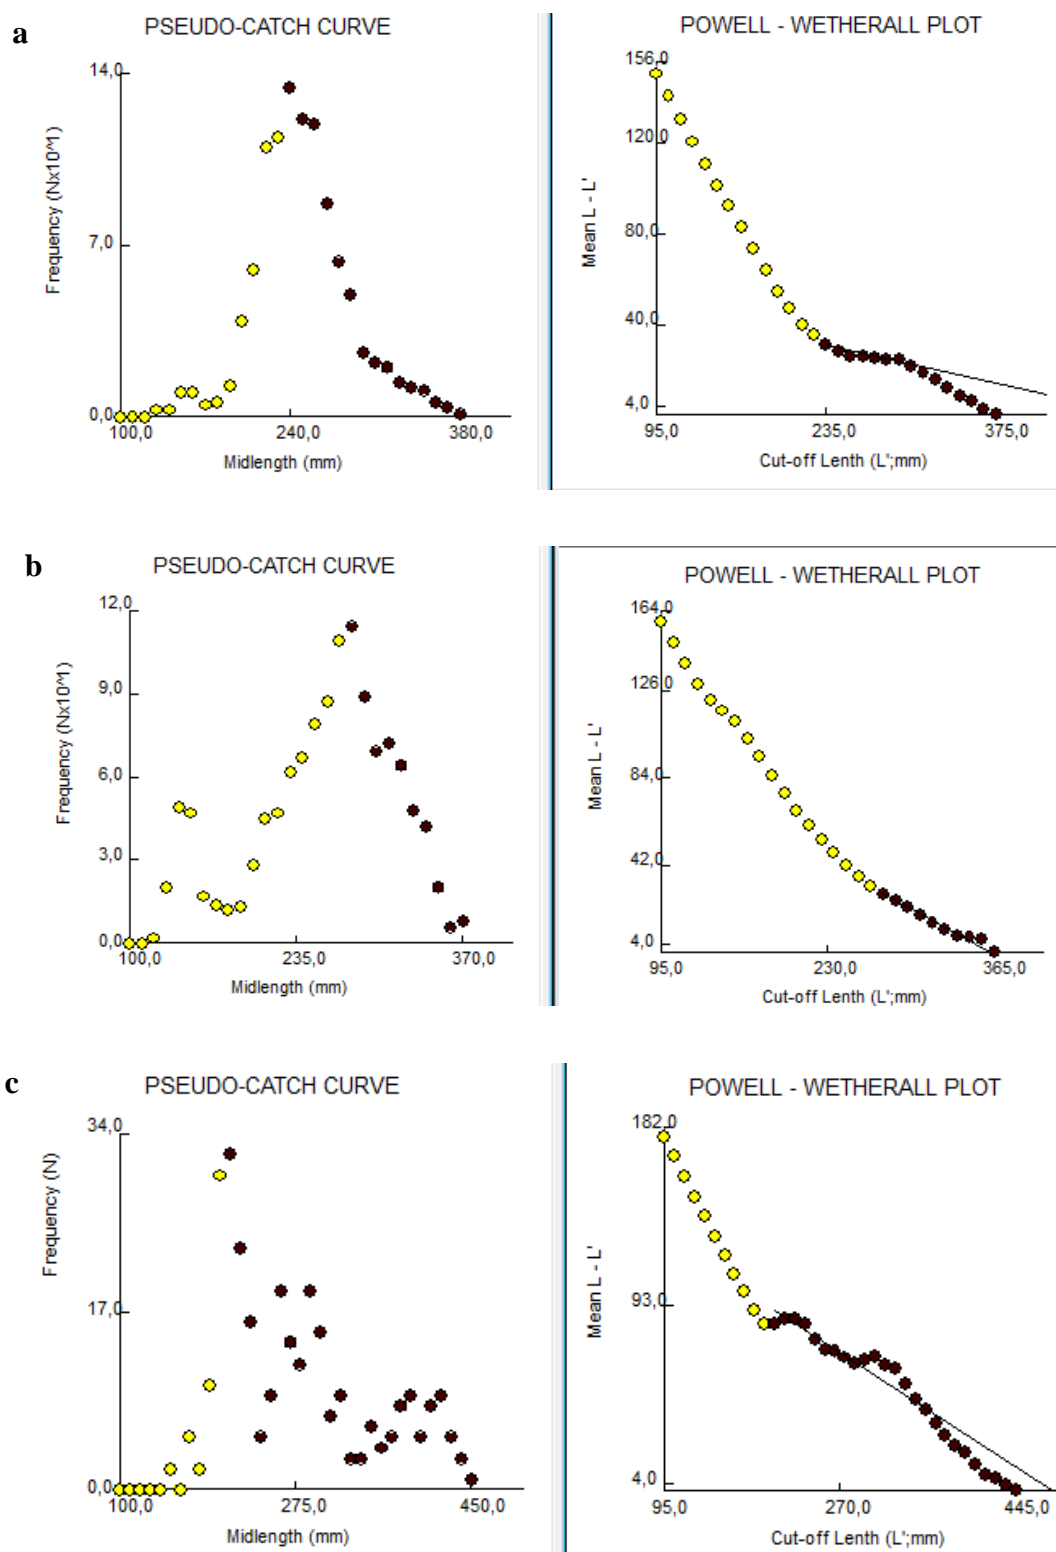 a
PSEUDO-CATCH CURVE
Frequency (Nx10^1)
14,0
7,0
0,0
100,0 240,0 380,0
Midlength (mm)
POWELL - WETHERALL PLOT
Mean L - L'
156,0
120,0
80,0
40,0
4,0
95,0 235,0 375,0
Cut-off Lenth (L';mm)
b
PSEUDO-CATCH CURVE
Frequency (Nx10^1)
12,0
9,0
6,0
3,0
0,0
100,0 235,0 370,0
Midlength (mm)
POWELL - WETHERALL PLOT
Mean L - L'
164,0
126,0
84,0
42,0
4,0
95,0 230,0 365,0
Cut-off Lenth (L';mm)
c
PSEUDO-CATCH CURVE
Frequency (N)
34,0
17,0
0,0
100,0 275,0 450,0
Midlength (mm)
POWELL - WETHERALL PLOT
Mean L - L'
182,0
93,0
4,0
95,0 270,0 445,0
Cut-off Lenth (L';mm)